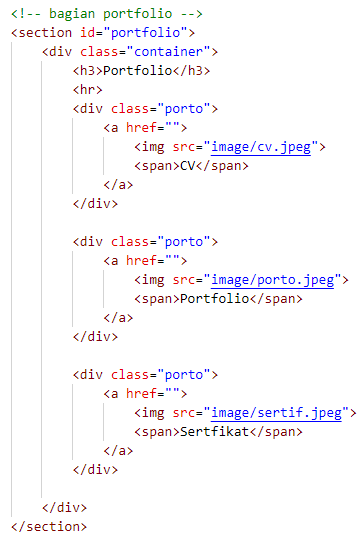 <!-- bagian portfolio -->
<section id="portfolio">
<div class="container">
<h3>Portfolio</h3>
<hr>
<div class="porto">
<a href="">
<img src="image/cv.jpeg">
<span>CV</span>
</a>
</div>
<div class="porto">
<a href="">
<img src="image/porto.jpeg">
<span>Portfolio</span>
</a>
</div>
<div class="porto">
<a href="">
<img src="image/sertif.jpeg">
<span>Sertfikat</span>
</a>
</div>
</div>
</section>